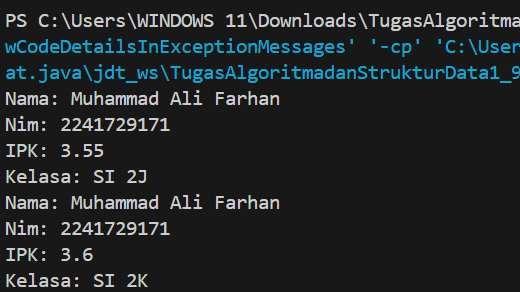 PS C:\Users\WINDOWS 11\Downloads\TugasAlgoritma
wCodeDetailsInExceptionMessages' '-cp' 'C:\User
at.java\jdt_ws\TugasAlgoritmadanStrukturData1_9
Nama: Muhammad Ali Farhan
Nim: 2241729171
IPK: 3.55
Kelasa: SI 2J
Nama: Muhammad Ali Farhan
Nim: 2241729171
IPK: 3.6
Kelasa: SI 2K